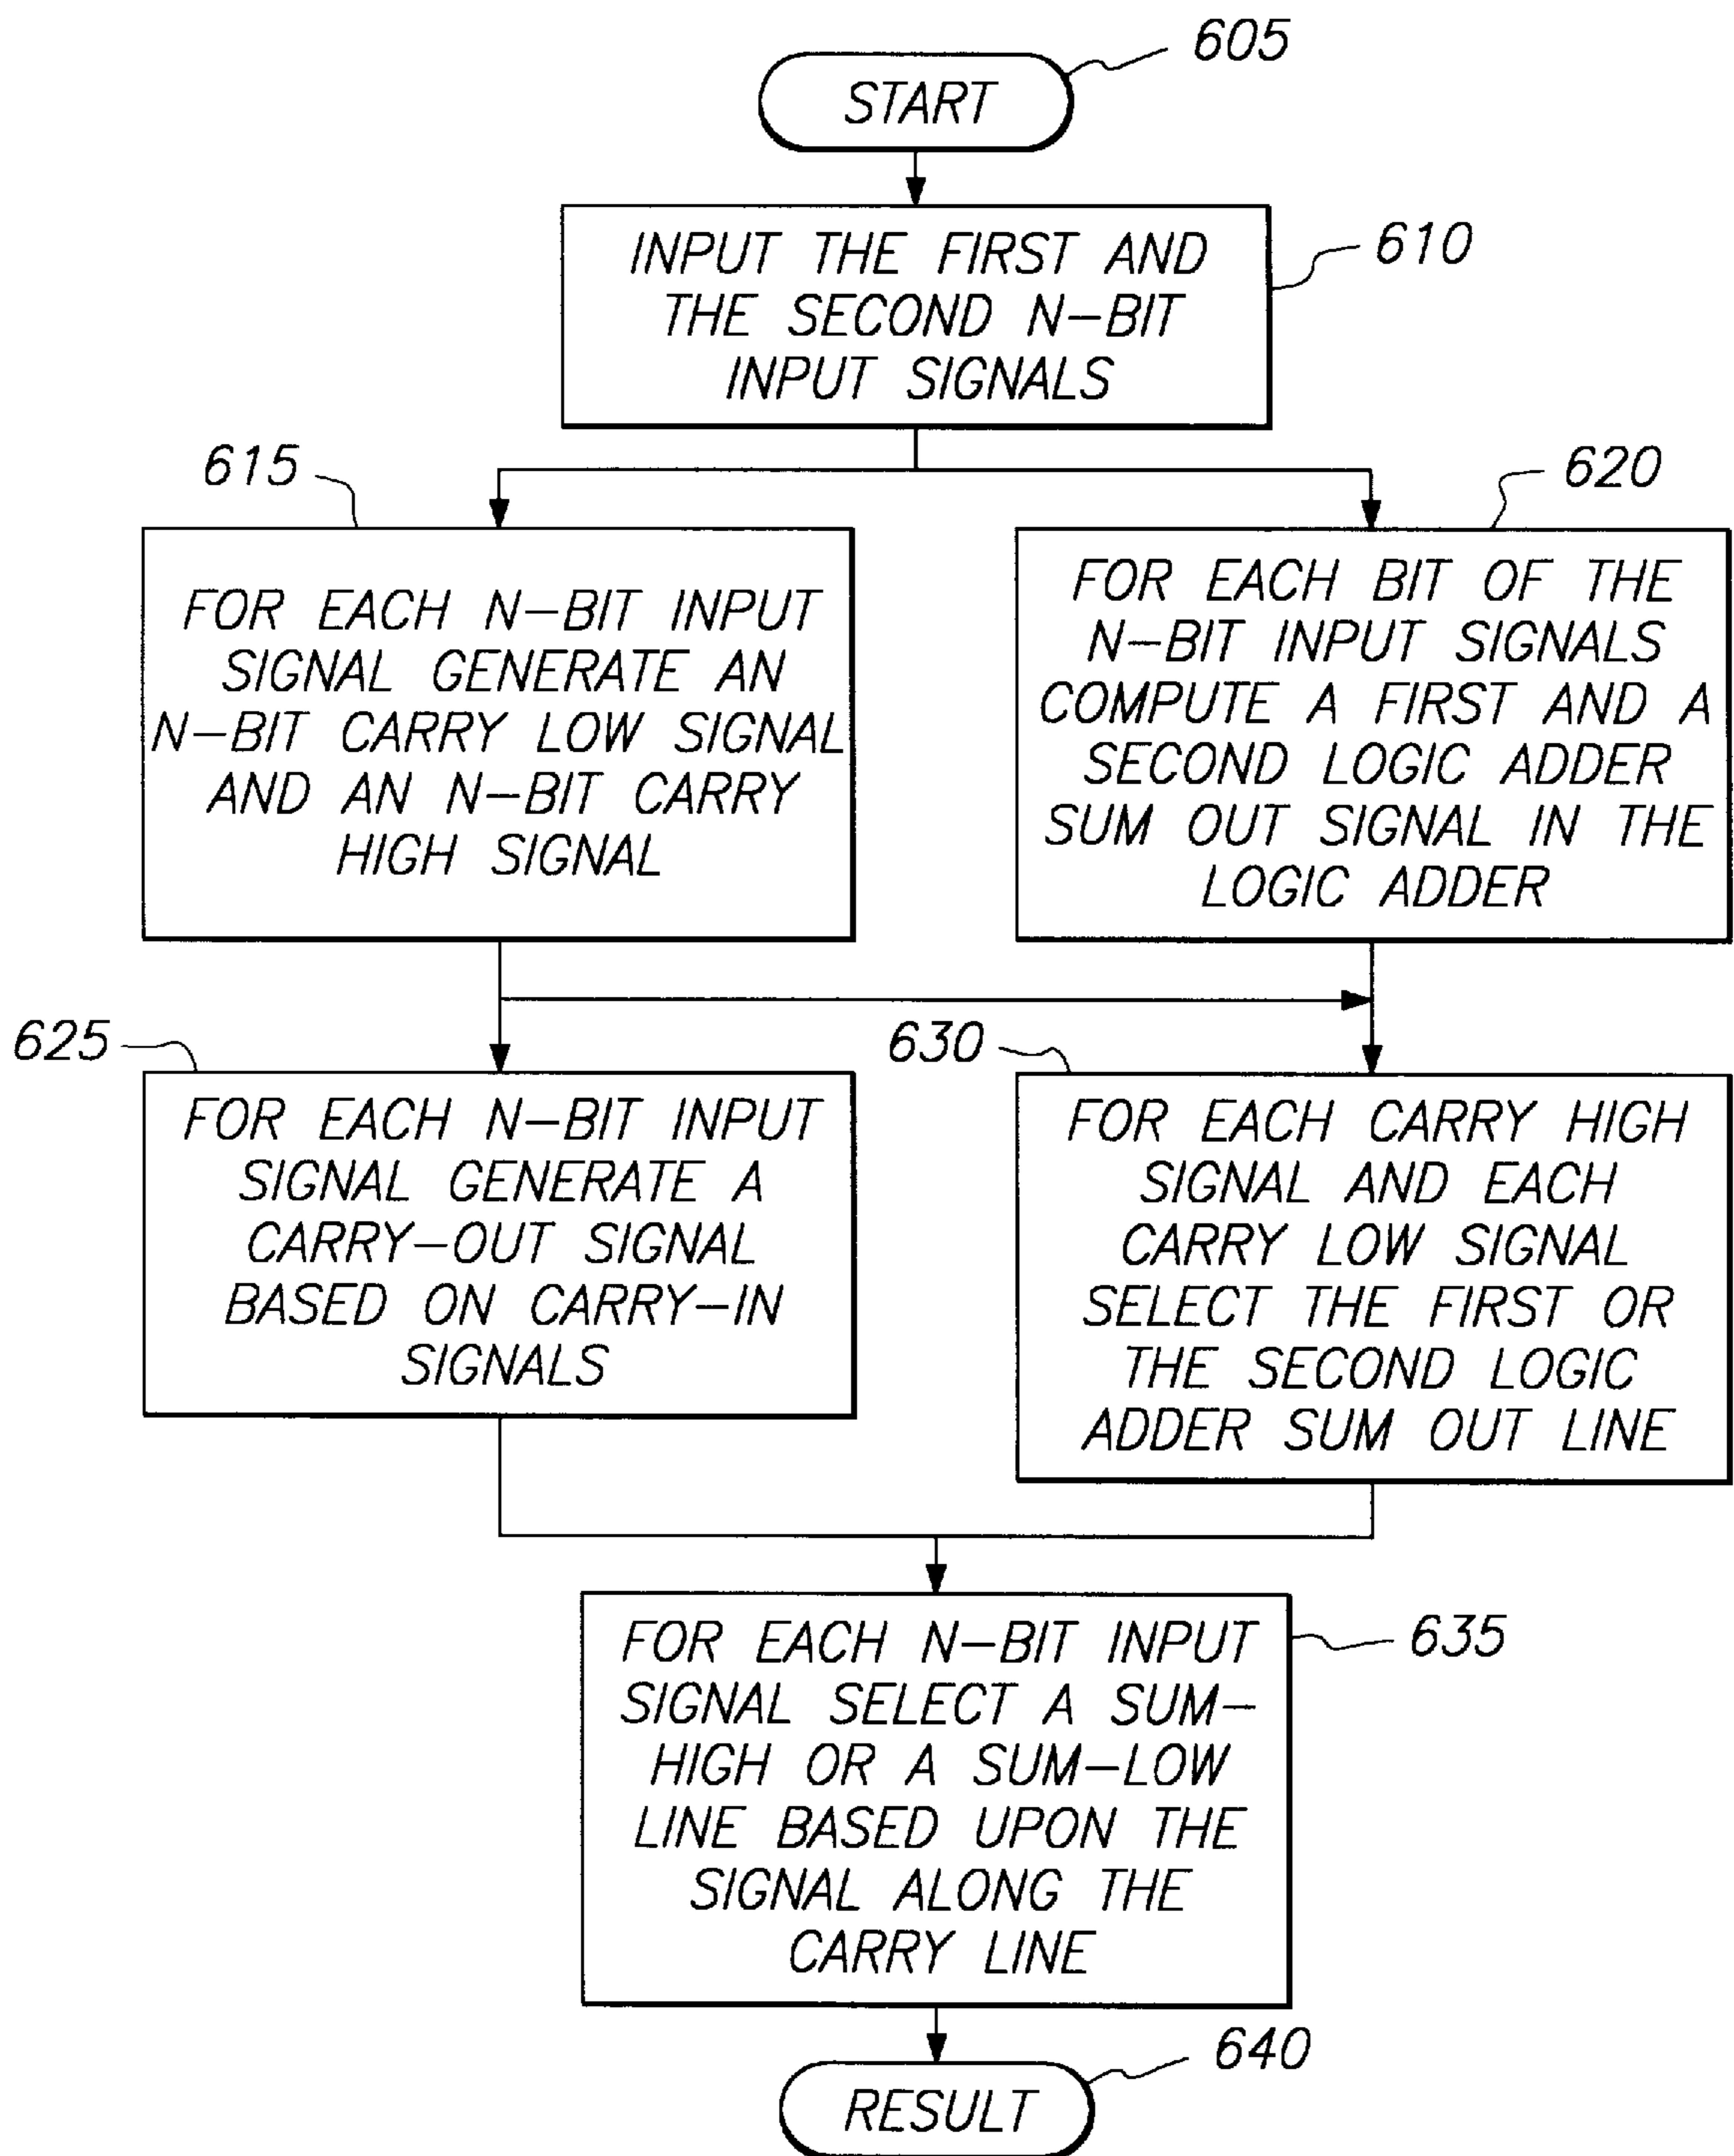 605
START
610
INPUT THE FIRST AND
THE SECOND N-BIT
INPUT SIGNALS
615
FOR EACH N-BIT INPUT
SIGNAL GENERATE AN
N-BIT CARRY LOW SIGNAL
AND AN N-BIT CARRY
HIGH SIGNAL
620
FOR EACH BIT OF THE
N-BIT INPUT SIGNALS
COMPUTE A FIRST AND A
SECOND LOGIC ADDER
SUM OUT SIGNAL IN THE
LOGIC ADDER
625
FOR EACH N-BIT INPUT
SIGNAL GENERATE A
CARRY-OUT SIGNAL
BASED ON CARRY-IN
SIGNALS
630
FOR EACH CARRY HIGH
SIGNAL AND EACH
CARRY LOW SIGNAL
SELECT THE FIRST OR
THE SECOND LOGIC
ADDER SUM OUT LINE
635
FOR EACH N-BIT INPUT
SIGNAL SELECT A SUM-
HIGH OR A SUM-LOW
LINE BASED UPON THE
SIGNAL ALONG THE
CARRY LINE
640
RESULT